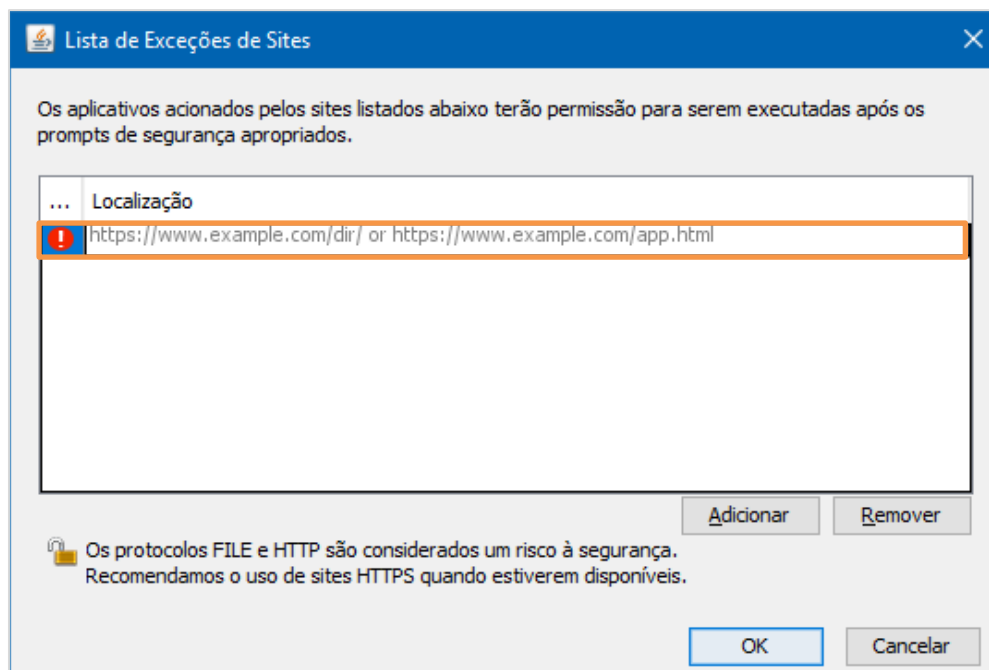 Lista de Exceções de Sites
Os aplicativos acionados pelos sites listados abaixo terão permissão para serem executadas após os
prompts de segurança apropriados.
... Localização
https://www.example.com/dir/ or https://www.example.com/app.html
Adicionar Remover
Os protocolos FILE e HTTP são considerados um risco à segurança.
Recomendamos o uso de sites HTTPS quando estiverem disponíveis.
OK Cancelar